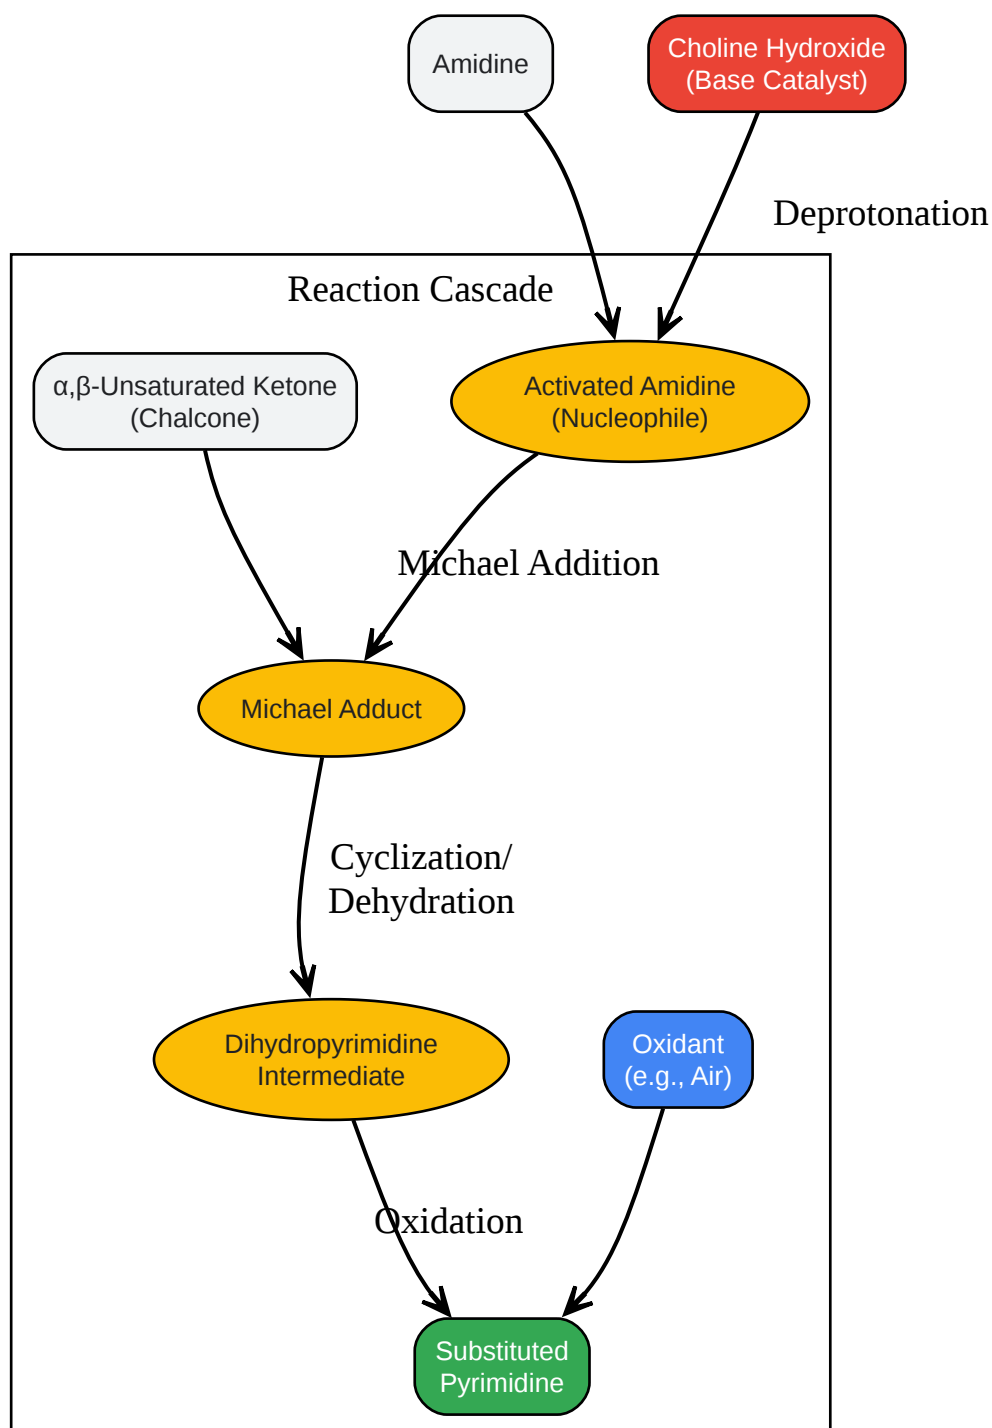 Amidine
Choline Hydroxide
(Base Catalyst)
Deprotonation
Reaction Cascade
α,β-Unsaturated Ketone
(Chalcone)
Activated Amidine
(Nucleophile)
Michael Addition
Michael Adduct
Cyclization/
Dehydration
Dihydropyrimidine
Intermediate
Oxidant
(e.g., Air)
Oxidation
Substituted
Pyrimidine